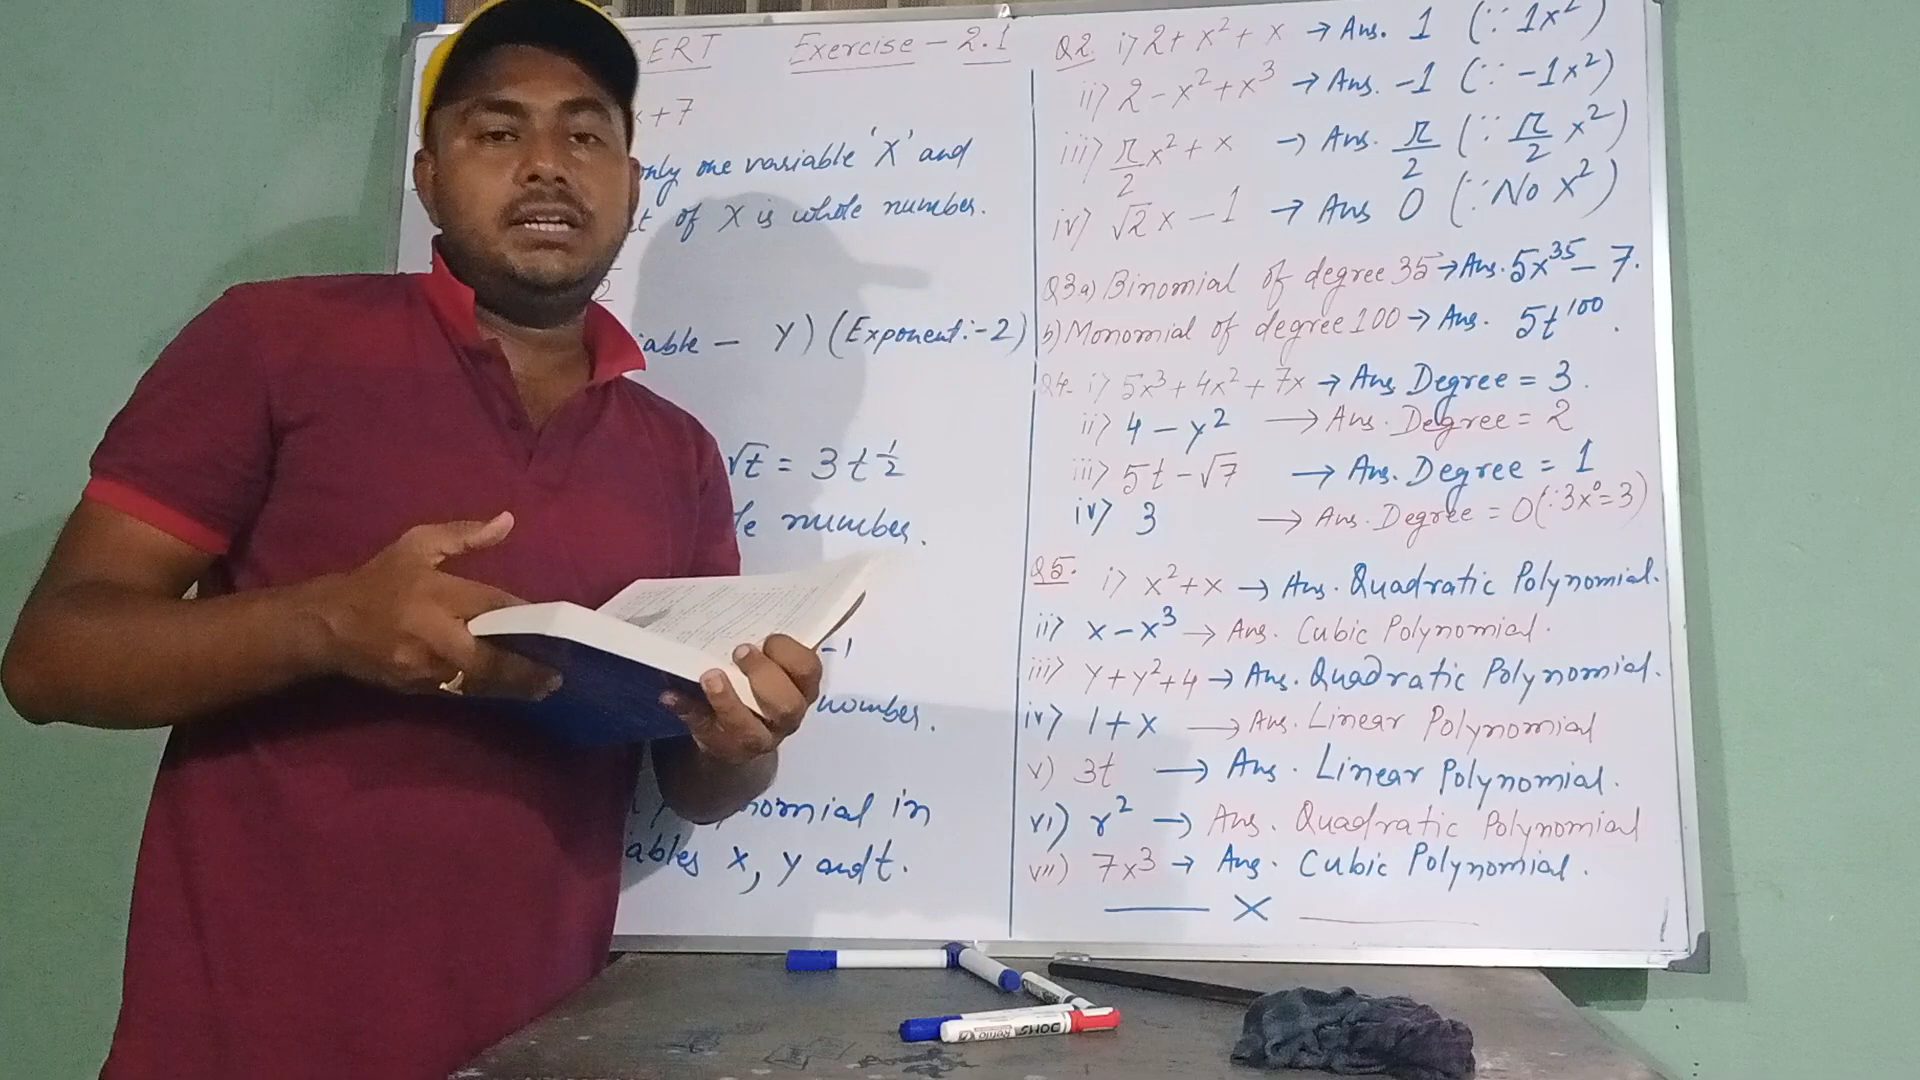 ERT Exercise - 2.1
x+7
only one variable 'x' and
of x is whole number.
2
able - y) (Exponent:-2)
√t = 3t^1/2
number.
-1
number.
nomial in
ables x, y and t.
Q2. i) 2 + x² + x → Ans. 1 (∵ 1x²)
ii) 2 - x² + x³ → Ans. -1 (∵ -1x²)
iii) π/2 x² + x → Ans. π/2 (∵ π/2 x²)
iv) √2 x - 1 → Ans 0 (∵ No x²)
Q3 a) Binomial of degree 35 → Ans. 5x³⁵ - 7.
b) Monomial of degree 100 → Ans. 5t¹⁰⁰.
Q4. i) 5x³ + 4x² + 7x → Ans Degree = 3.
ii) 4 - y² → Ans. Degree = 2
iii) 5t - √7 → Ans. Degree = 1
iv) 3 → Ans. Degree = 0 (∵ 3x⁰ = 3)
Q5. i) x² + x → Ans. Quadratic Polynomial.
ii) x - x³ → Ans. Cubic Polynomial.
iii) y + y² + 4 → Ans. Quadratic Polynomial.
iv) 1 + x → Ans. Linear Polynomial
v) 3t → Ans. Linear Polynomial.
vi) r² → Ans. Quadratic Polynomial
vii) 7x³ → Ans. Cubic Polynomial.
— X —
DOMS